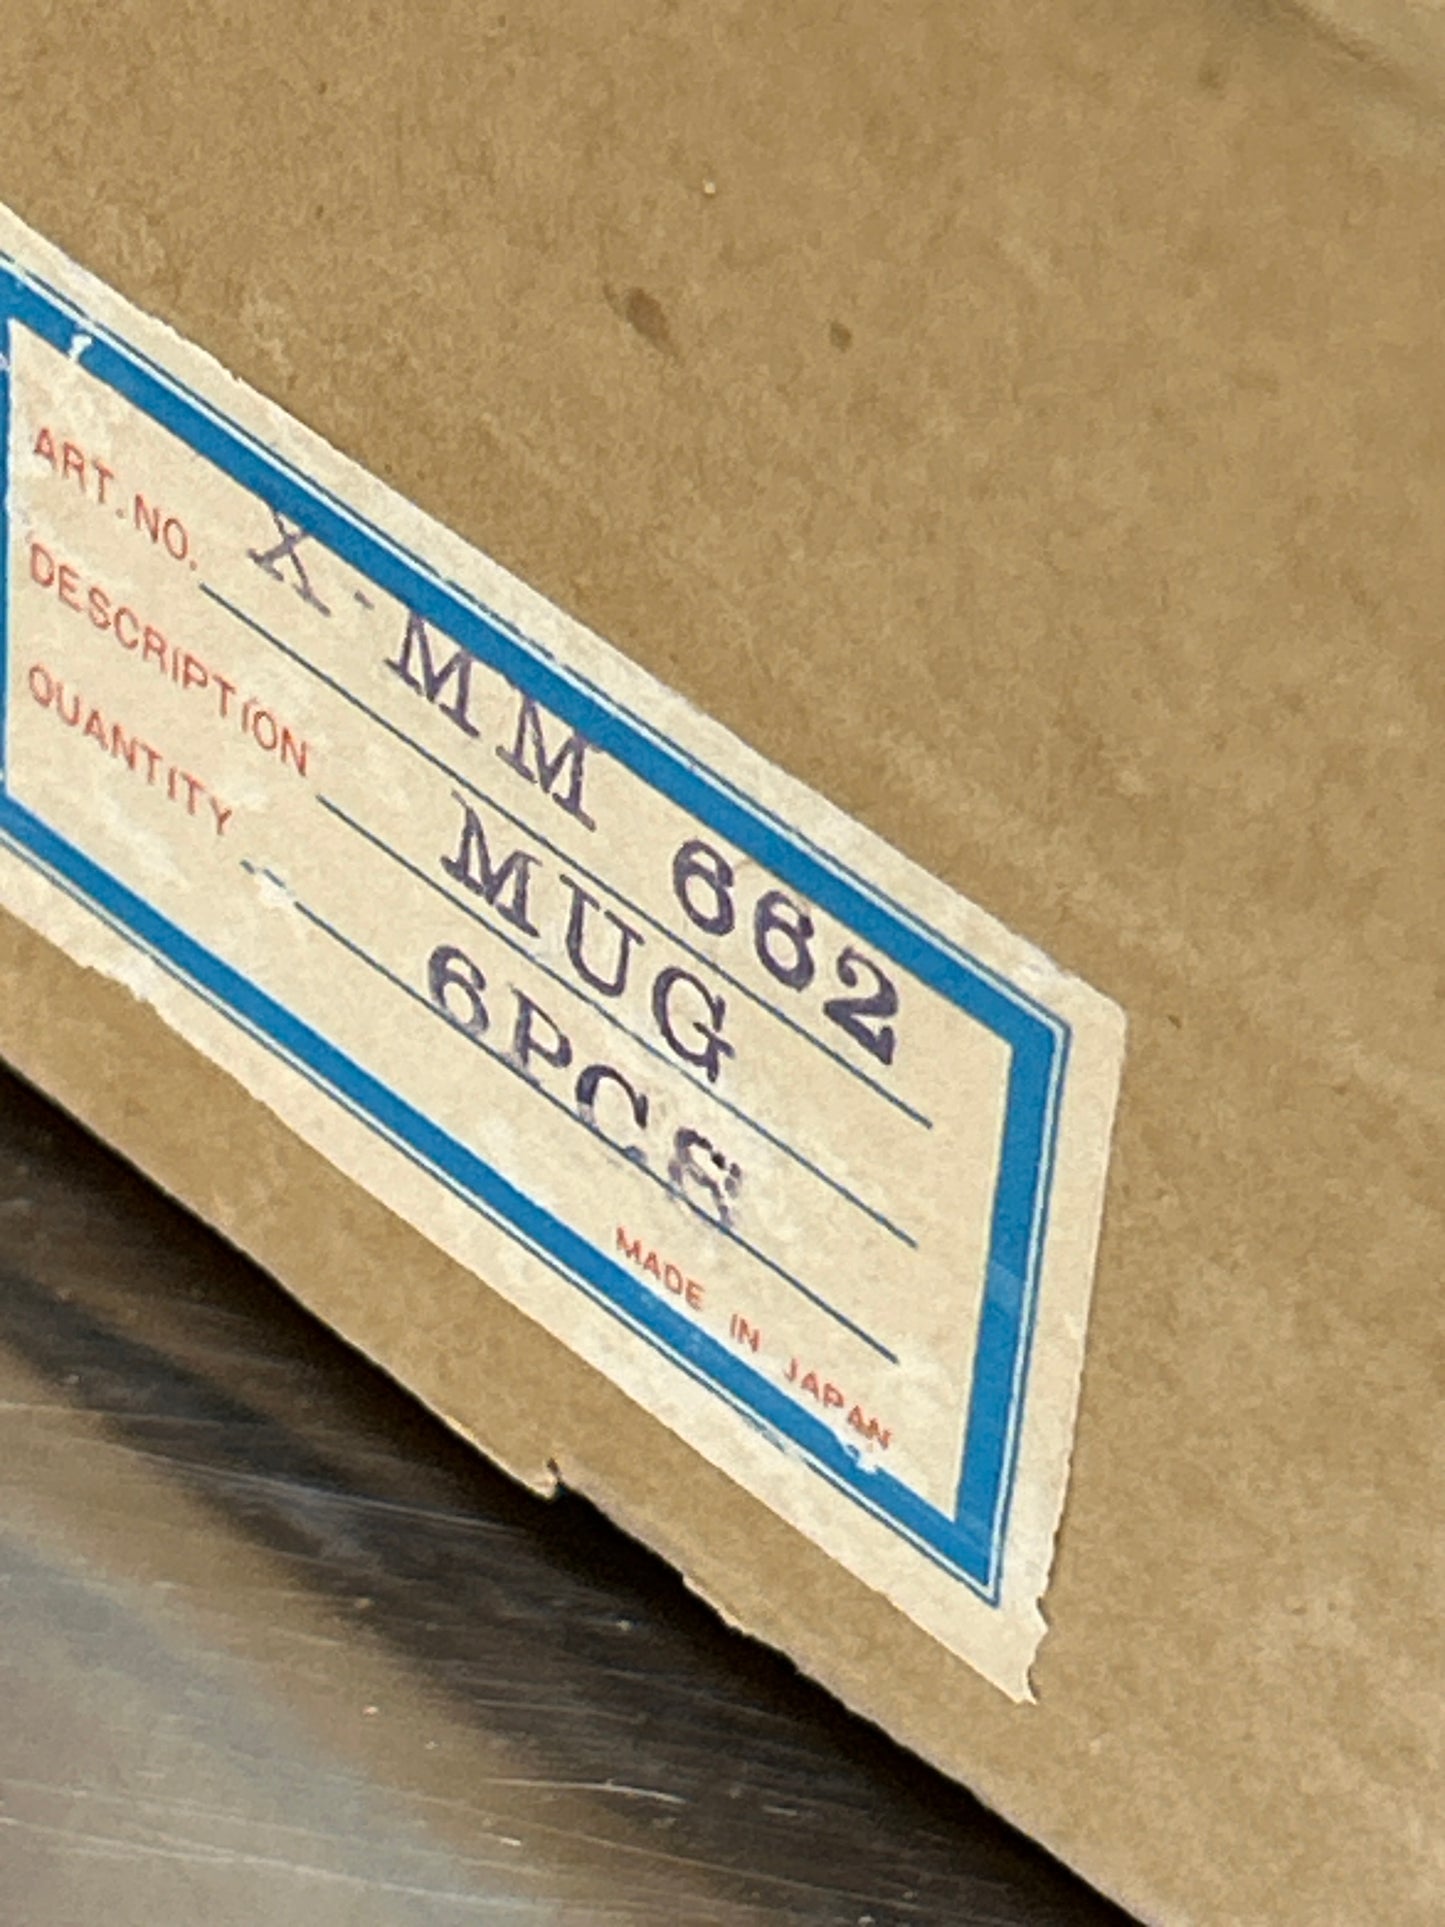 ART.NO. X-MM 662
DESCRIPTION MUG
QUANTITY 6PCS
MADE IN JAPAN